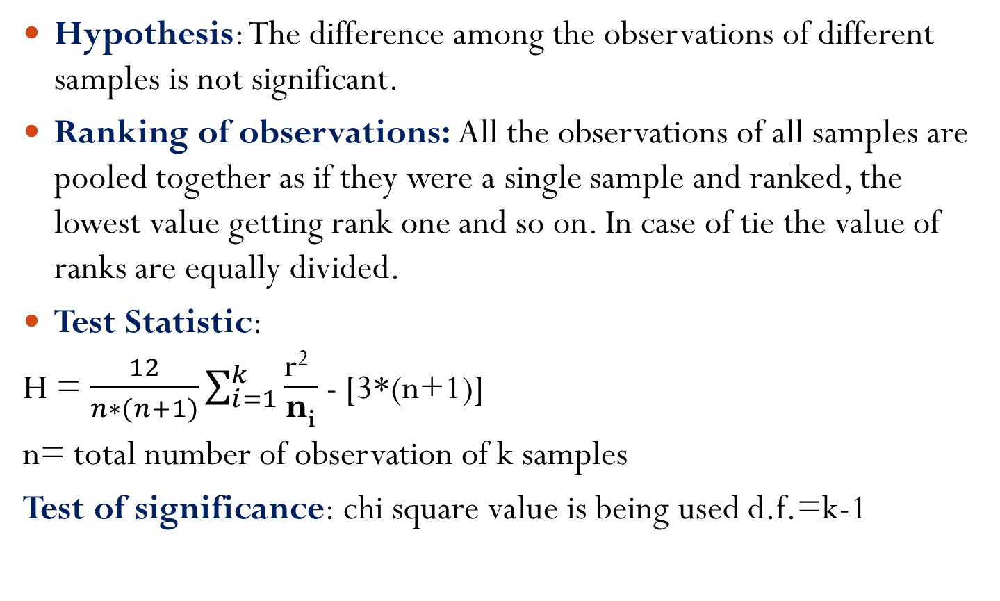 • Hypothesis: The difference among the observations of different
samples is not significant.
• Ranking of observations: All the observations of all samples are
pooled together as if they were a single sample and ranked, the
lowest value getting rank one and so on. In case of tie the value of
ranks are equally divided.
• Test Statistic:
H = \frac{12}{n*(n+1)} \sum_{i=1}^{k} \frac{r^2}{n_i} - [3*(n+1)]
n= total number of observation of k samples
Test of significance: chi square value is being used d.f.=k-1